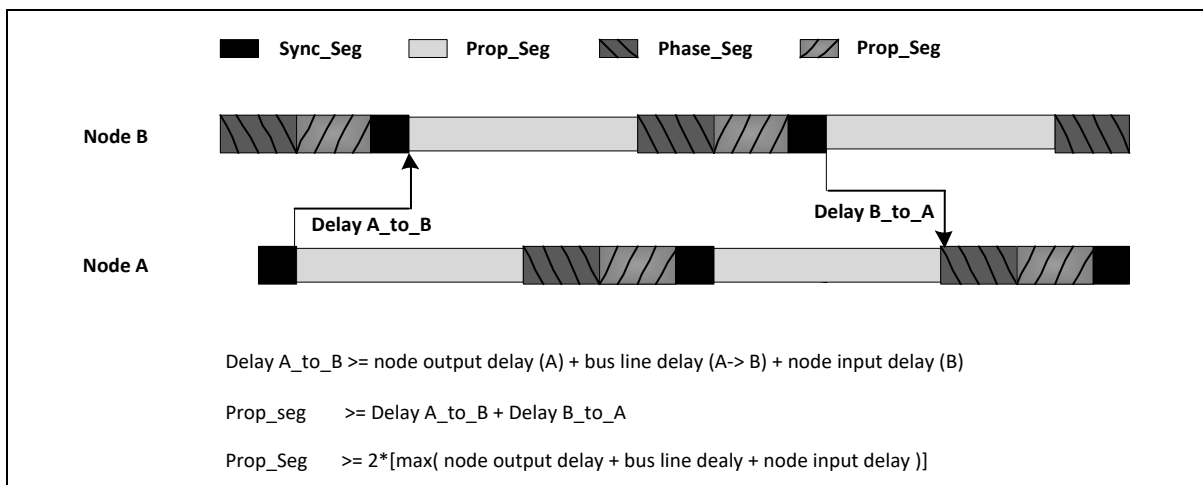 Sync_Seg Prop_Seg Phase_Seg Prop_Seg
Node B
Delay A_to_B
Delay B_to_A
Node A
Delay A_to_B >= node output delay (A) + bus line delay (A-> B) + node input delay (B)
Prop_seg >= Delay A_to_B + Delay B_to_A
Prop_Seg >= 2*[max( node output delay + bus line dealy + node input delay )]